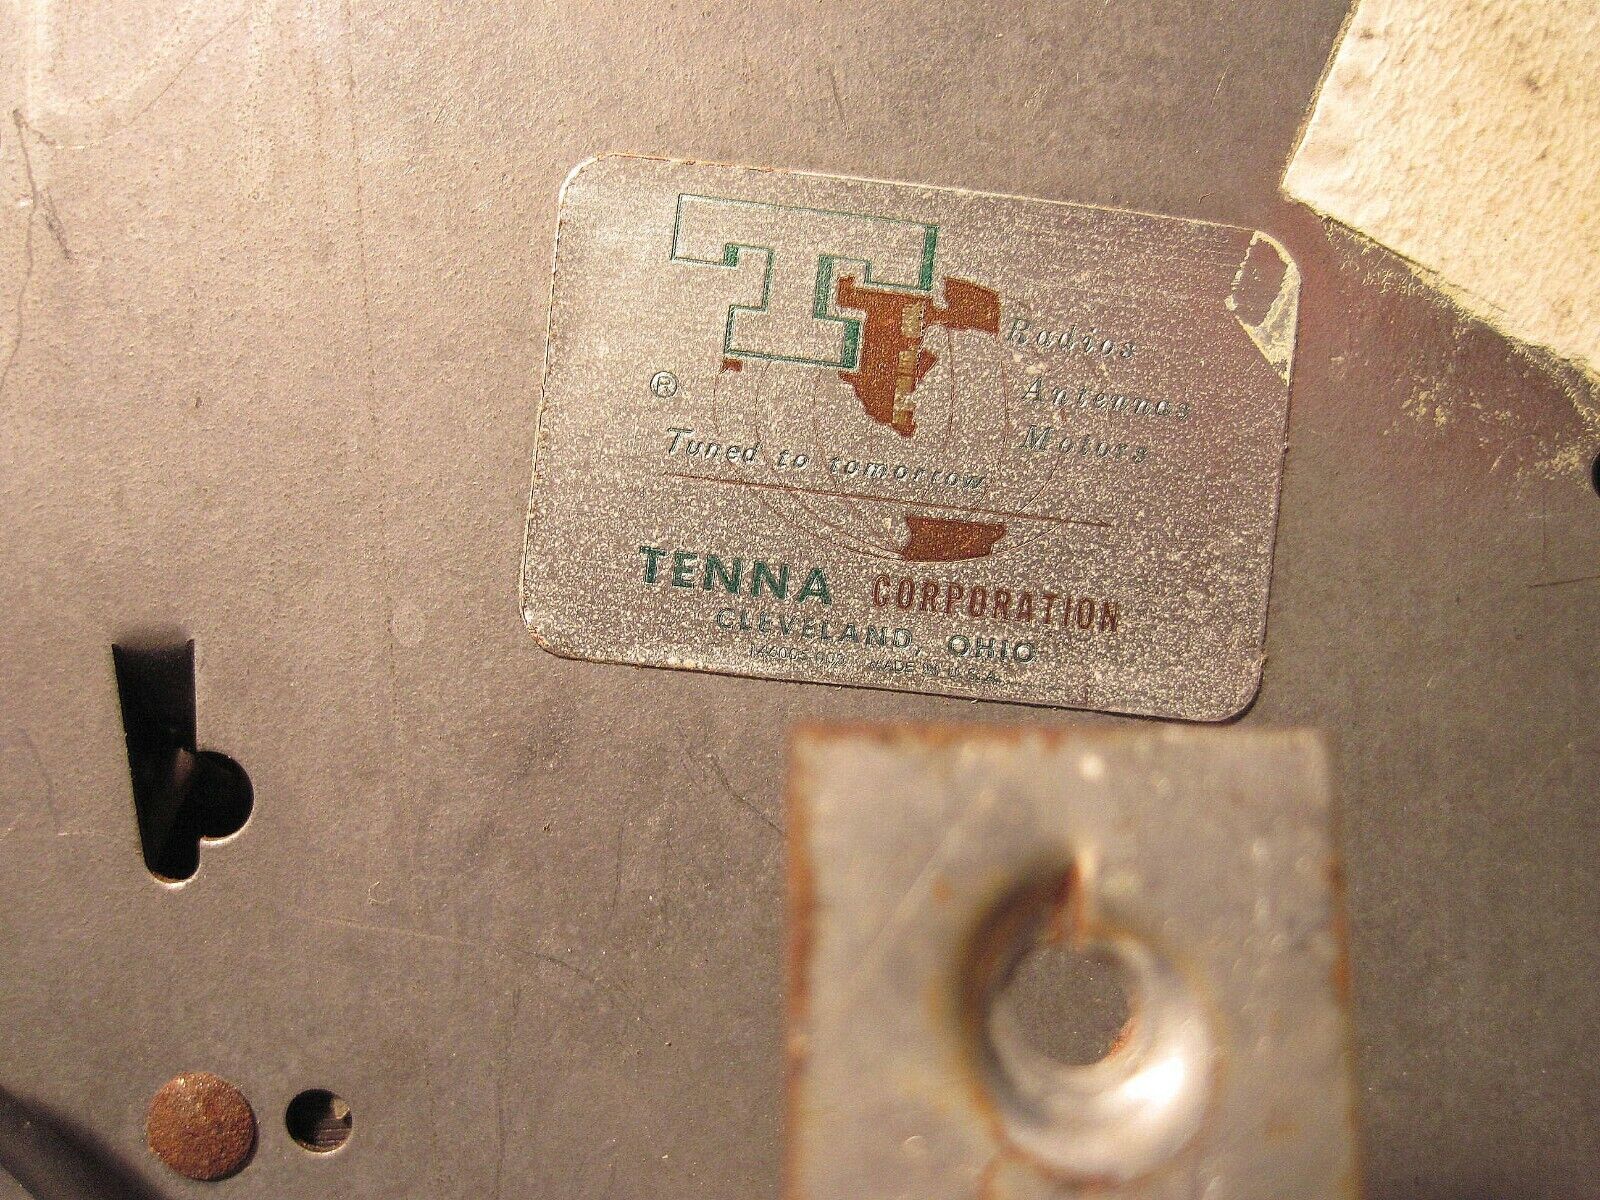 T
Radios
Antennas
®
Motors
Tuned to tomorrow
TENNA CORPORATION
CLEVELAND, OHIO
MADE IN U.S.A.